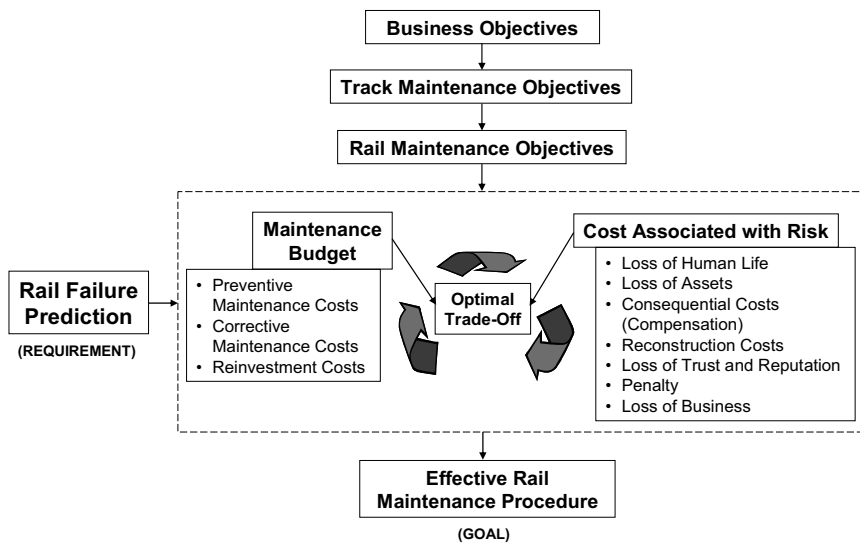 Business Objectives
Track Maintenance Objectives
Rail Maintenance Objectives
Maintenance
Budget
• Preventive
Maintenance Costs
• Corrective
Maintenance Costs
• Reinvestment Costs
Optimal
Trade-Off
Cost Associated with Risk
• Loss of Human Life
• Loss of Assets
• Consequential Costs
(Compensation)
• Reconstruction Costs
• Loss of Trust and Reputation
• Penalty
• Loss of Business
Rail Failure
Prediction
(REQUIREMENT)
Effective Rail
Maintenance Procedure
(GOAL)